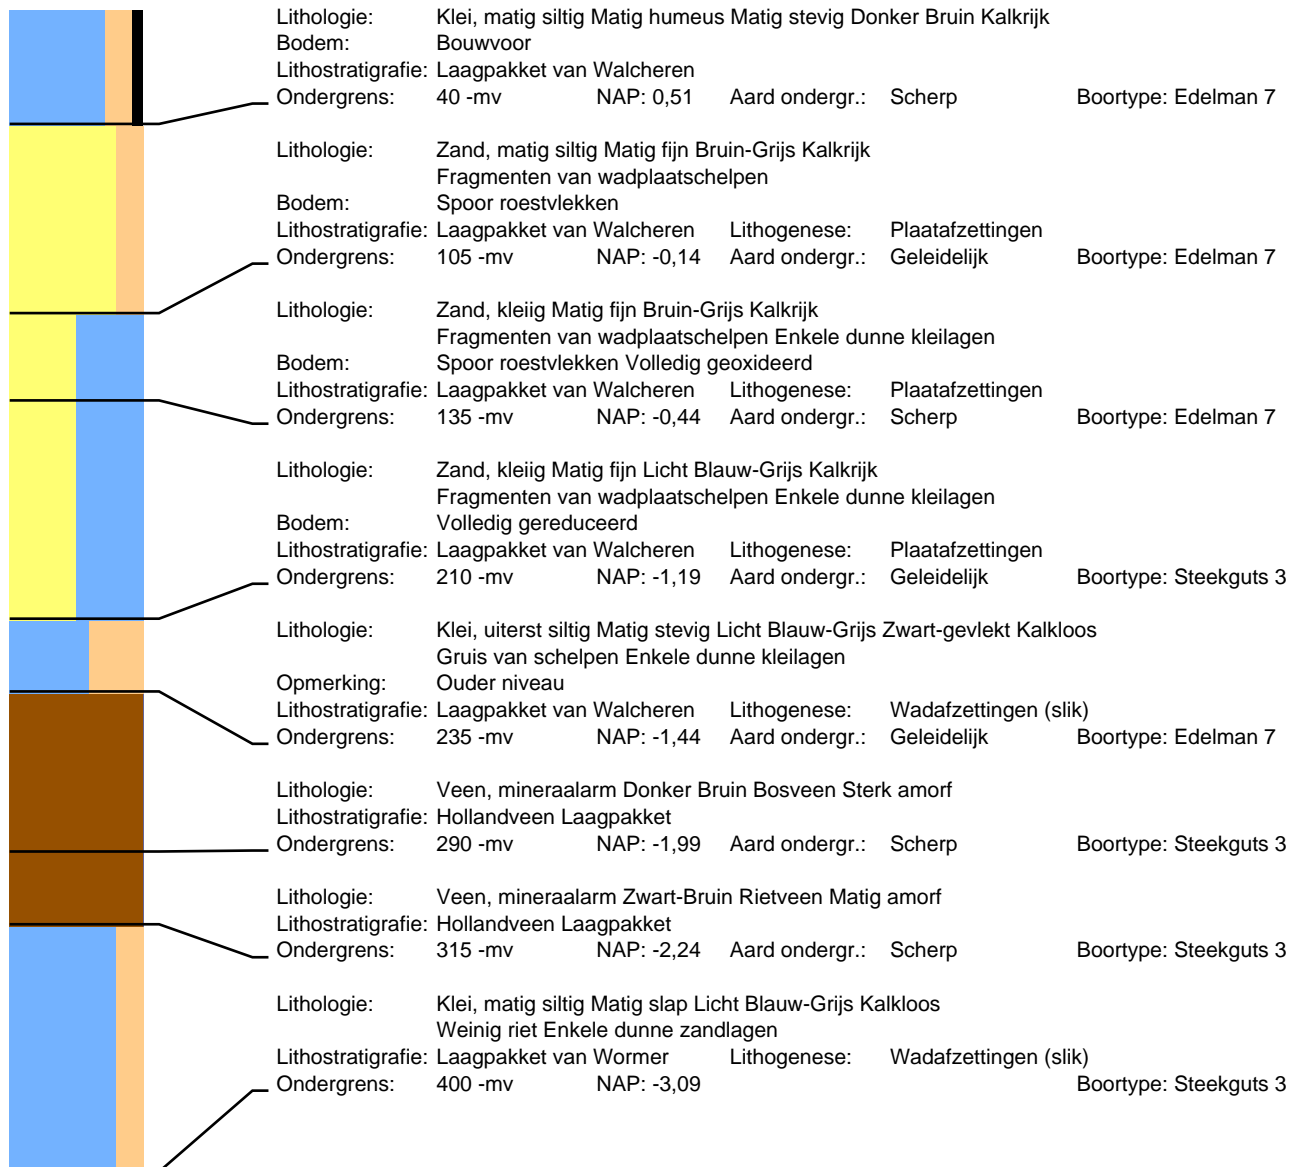 Lithologie: Klei, matig siltig Matig humeus Matig stevig Donker Bruin Kalkrijk
Bodem: Bouwvoor
Lithostratigrafie: Laagpakket van Walcheren
Ondergrens: 40 -mv NAP: 0,51 Aard ondergr.: Scherp Boortype: Edelman 7
Lithologie: Zand, matig siltig Matig fijn Bruin-Grijs Kalkrijk
Fragmenten van wadplaatschelpen
Bodem: Spoor roestvlekken
Lithostratigrafie: Laagpakket van Walcheren Lithogenese: Plaatafzettingen
Ondergrens: 105 -mv NAP: -0,14 Aard ondergr.: Geleidelijk Boortype: Edelman 7
Lithologie: Zand, kleiig Matig fijn Bruin-Grijs Kalkrijk
Fragmenten van wadplaatschelpen Enkele dunne kleilagen
Bodem: Spoor roestvlekken Volledig geoxideerd
Lithostratigrafie: Laagpakket van Walcheren Lithogenese: Plaatafzettingen
Ondergrens: 135 -mv NAP: -0,44 Aard ondergr.: Scherp Boortype: Edelman 7
Lithologie: Zand, kleiig Matig fijn Licht Blauw-Grijs Kalkrijk
Fragmenten van wadplaatschelpen Enkele dunne kleilagen
Bodem: Volledig gereduceerd
Lithostratigrafie: Laagpakket van Walcheren Lithogenese: Plaatafzettingen
Ondergrens: 210 -mv NAP: -1,19 Aard ondergr.: Geleidelijk Boortype: Steekguts 3
Lithologie: Klei, uiterst siltig Matig stevig Licht Blauw-Grijs Zwart-gevlekt Kalkloos
Gruis van schelpen Enkele dunne kleilagen
Opmerking: Ouder niveau
Lithostratigrafie: Laagpakket van Walcheren Lithogenese: Wadafzettingen (slik)
Ondergrens: 235 -mv NAP: -1,44 Aard ondergr.: Geleidelijk Boortype: Edelman 7
Lithologie: Veen, mineraalarm Donker Bruin Bosveen Sterk amorf
Lithostratigrafie: Hollandveen Laagpakket
Ondergrens: 290 -mv NAP: -1,99 Aard ondergr.: Scherp Boortype: Steekguts 3
Lithologie: Veen, mineraalarm Zwart-Bruin Rietveen Matig amorf
Lithostratigrafie: Hollandveen Laagpakket
Ondergrens: 315 -mv NAP: -2,24 Aard ondergr.: Scherp Boortype: Steekguts 3
Lithologie: Klei, matig siltig Matig slap Licht Blauw-Grijs Kalkloos
Weinig riet Enkele dunne zandlagen
Lithostratigrafie: Laagpakket van Wormer Lithogenese: Wadafzettingen (slik)
Ondergrens: 400 -mv NAP: -3,09 Boortype: Steekguts 3